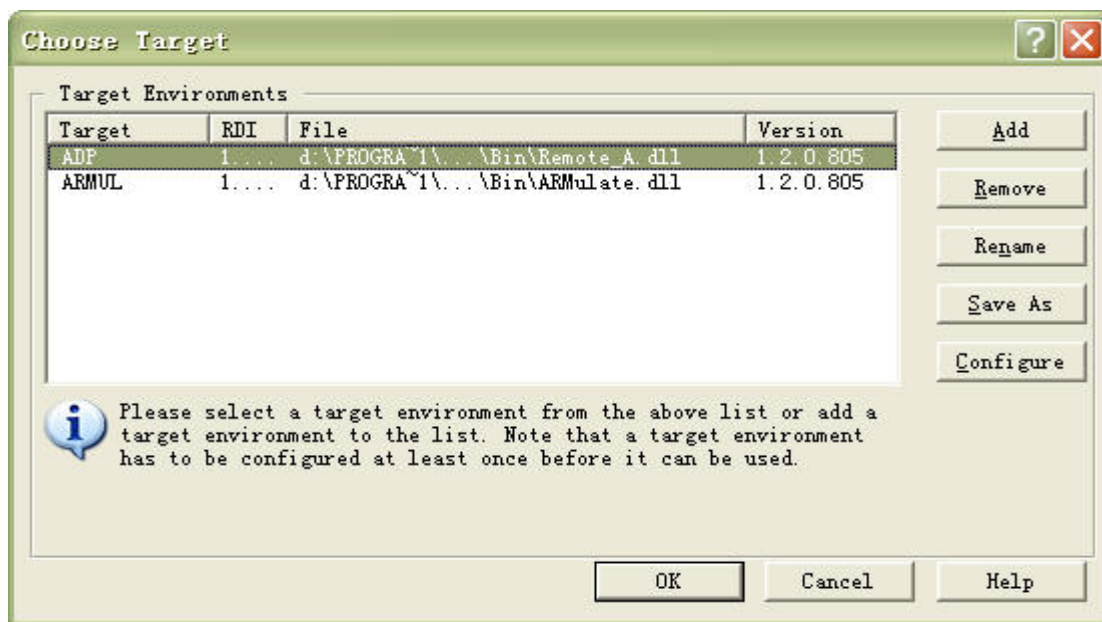 Choose Target
Target Environments
Target RDI File Version
ADP 1.... d:\PROGRA~1\...\Bin\Remote_A.dll 1.2.0.805
ARMUL 1.... d:\PROGRA~1\...\Bin\ARMulate.dll 1.2.0.805
Add
Remove
Rename
Save As
Configure
Please select a target environment from the above list or add a
target environment to the list. Note that a target environment
has to be configured at least once before it can be used.
OK Cancel Help